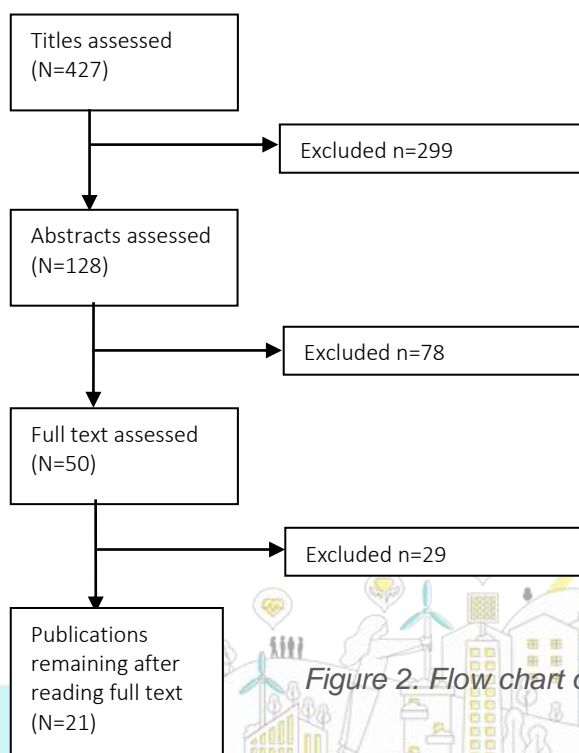 Titles assessed
(N=427)
Excluded n=299
Abstracts assessed
(N=128)
Excluded n=78
Full text assessed
(N=50)
Excluded n=29
Publications
remaining after
reading full text
(N=21)
Figure 2. Flow chart